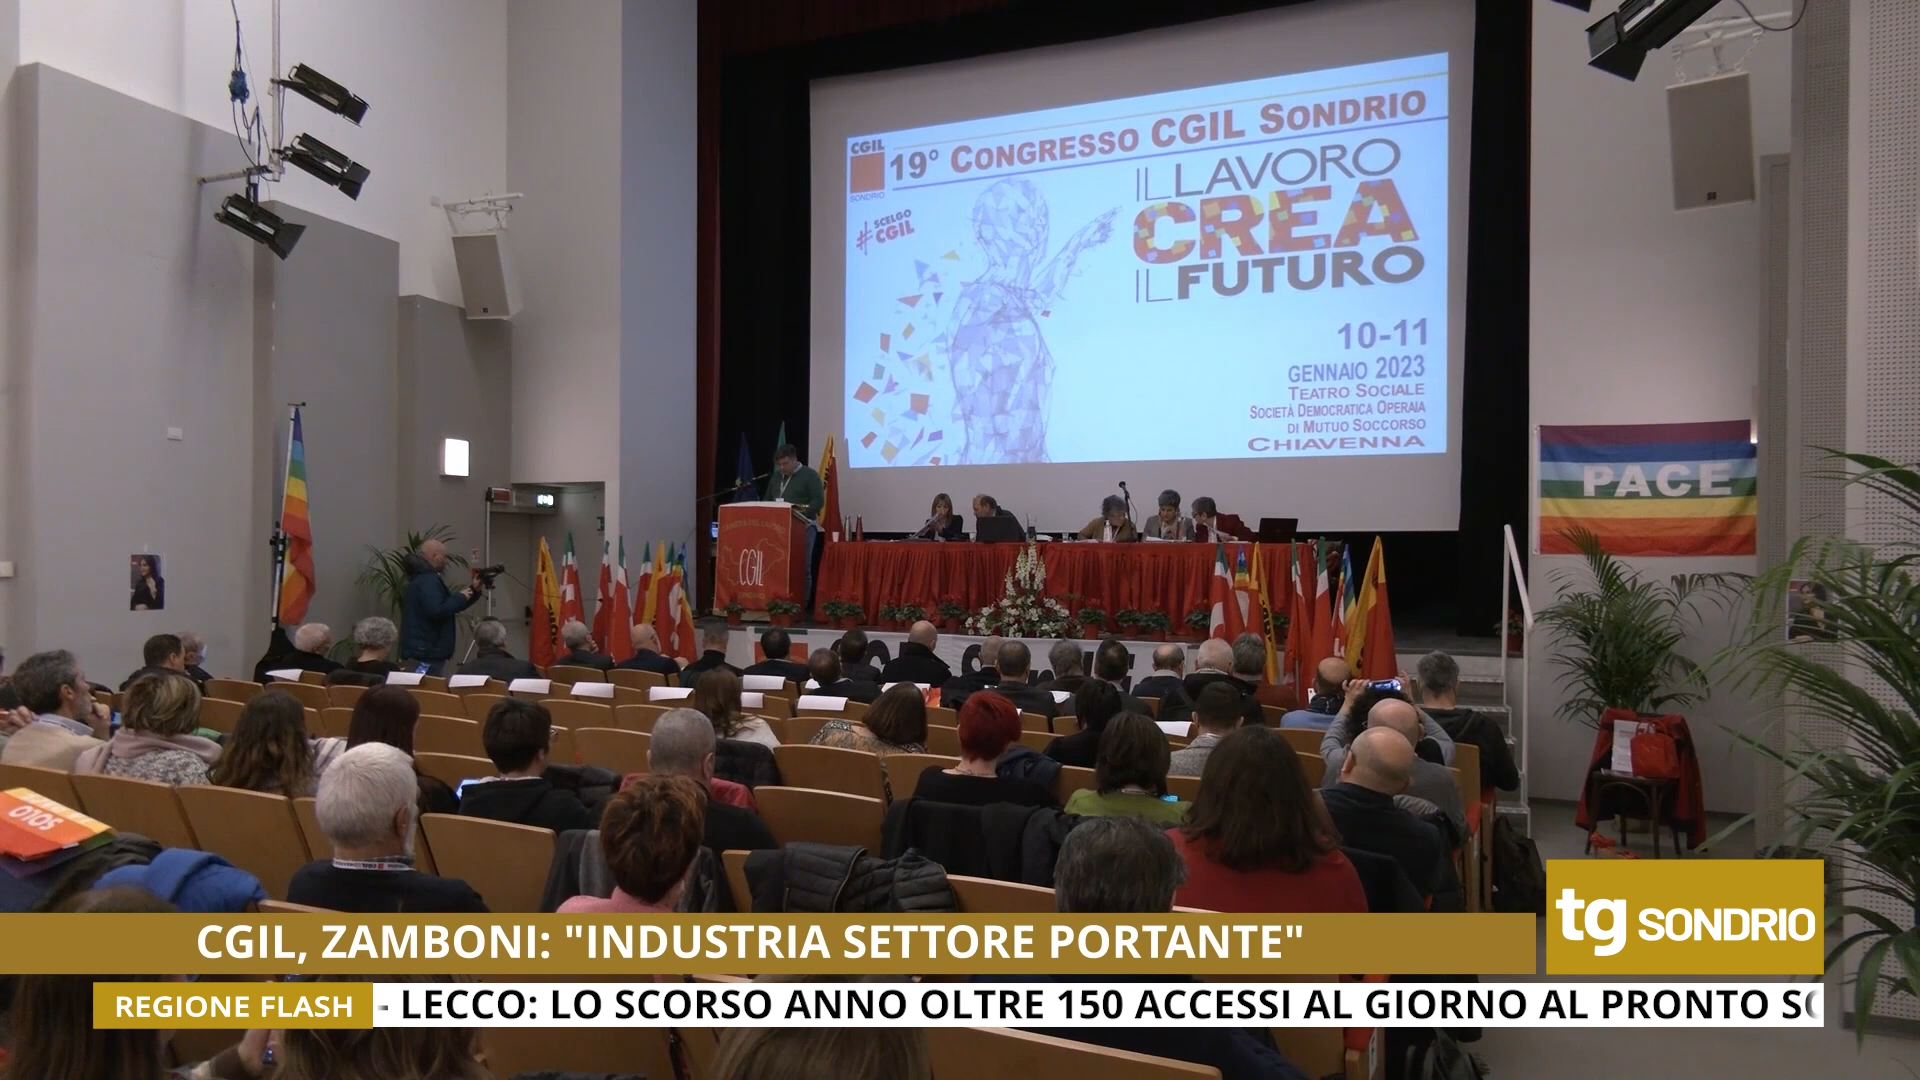 CGIL
SONDRIO
19° CONGRESSO CGIL SONDRIO
#SCELGO
CGIL
IL LAVORO
CREA
IL FUTURO
10-11
GENNAIO 2023
TEATRO SOCIALE
SOCIETÀ DEMOCRATICA OPERAIA
DI MUTUO SOCCORSO
CHIAVENNA
PACE
CGIL
SOLO
CGIL, ZAMBONI: "INDUSTRIA SETTORE PORTANTE"
tg SONDRIO
REGIONE FLASH
- LECCO: LO SCORSO ANNO OLTRE 150 ACCESSI AL GIORNO AL PRONTO